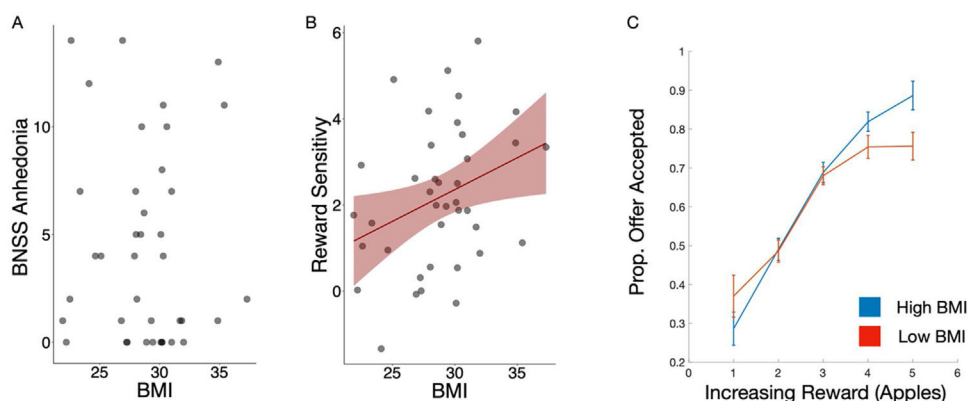 A
BNSS Anhedonia
10
5
0
25
30
35
BMI
B
Reward Sensitivy
6
4
2
0
25
30
35
BMI
C
Prop. Offer Accepted
1
0.9
0.8
0.7
0.6
0.5
0.4
0.3
0.2
0
1
2
3
4
5
6
High BMI
Low BMI
Increasing Reward (Apples)